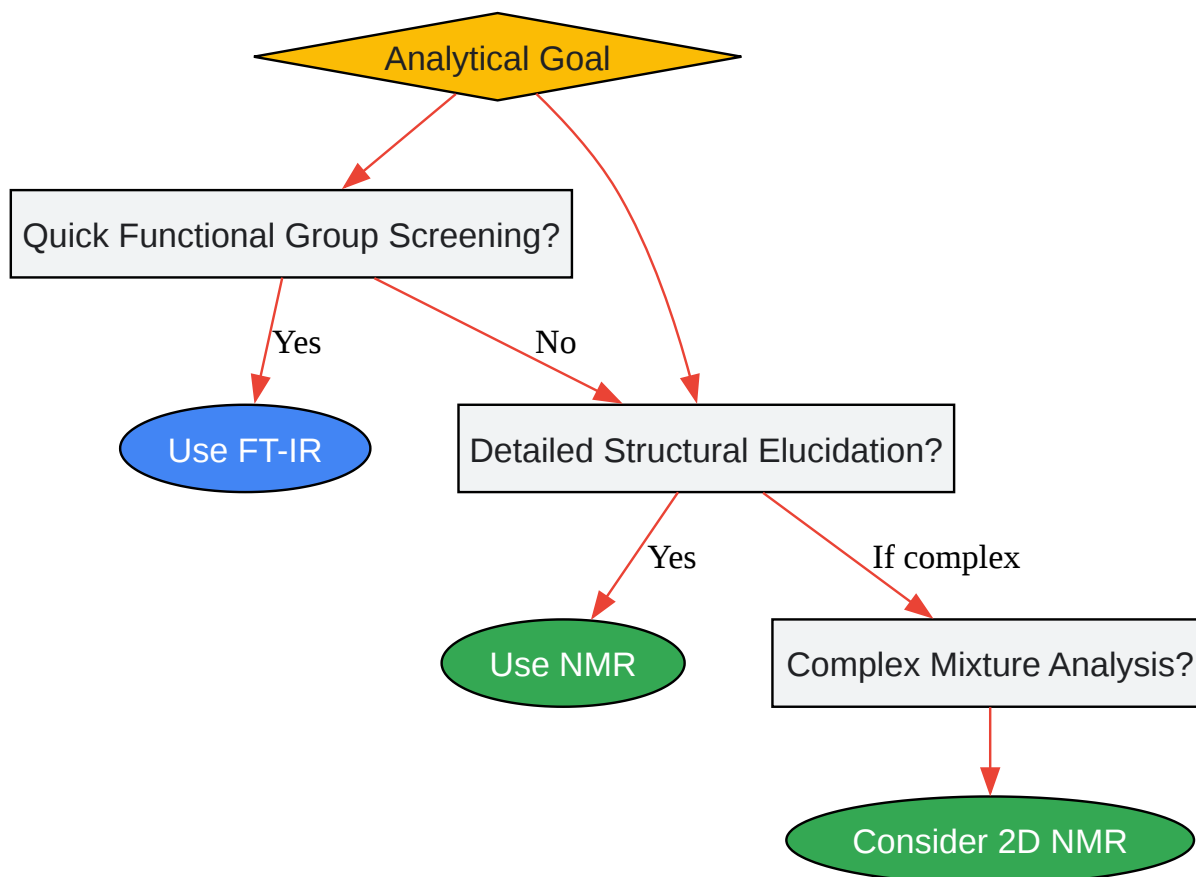 Analytical Goal
Quick Functional Group Screening?
Yes
No
Use FT-IR
Detailed Structural Elucidation?
Yes
If complex
Use NMR
Complex Mixture Analysis?
Consider 2D NMR